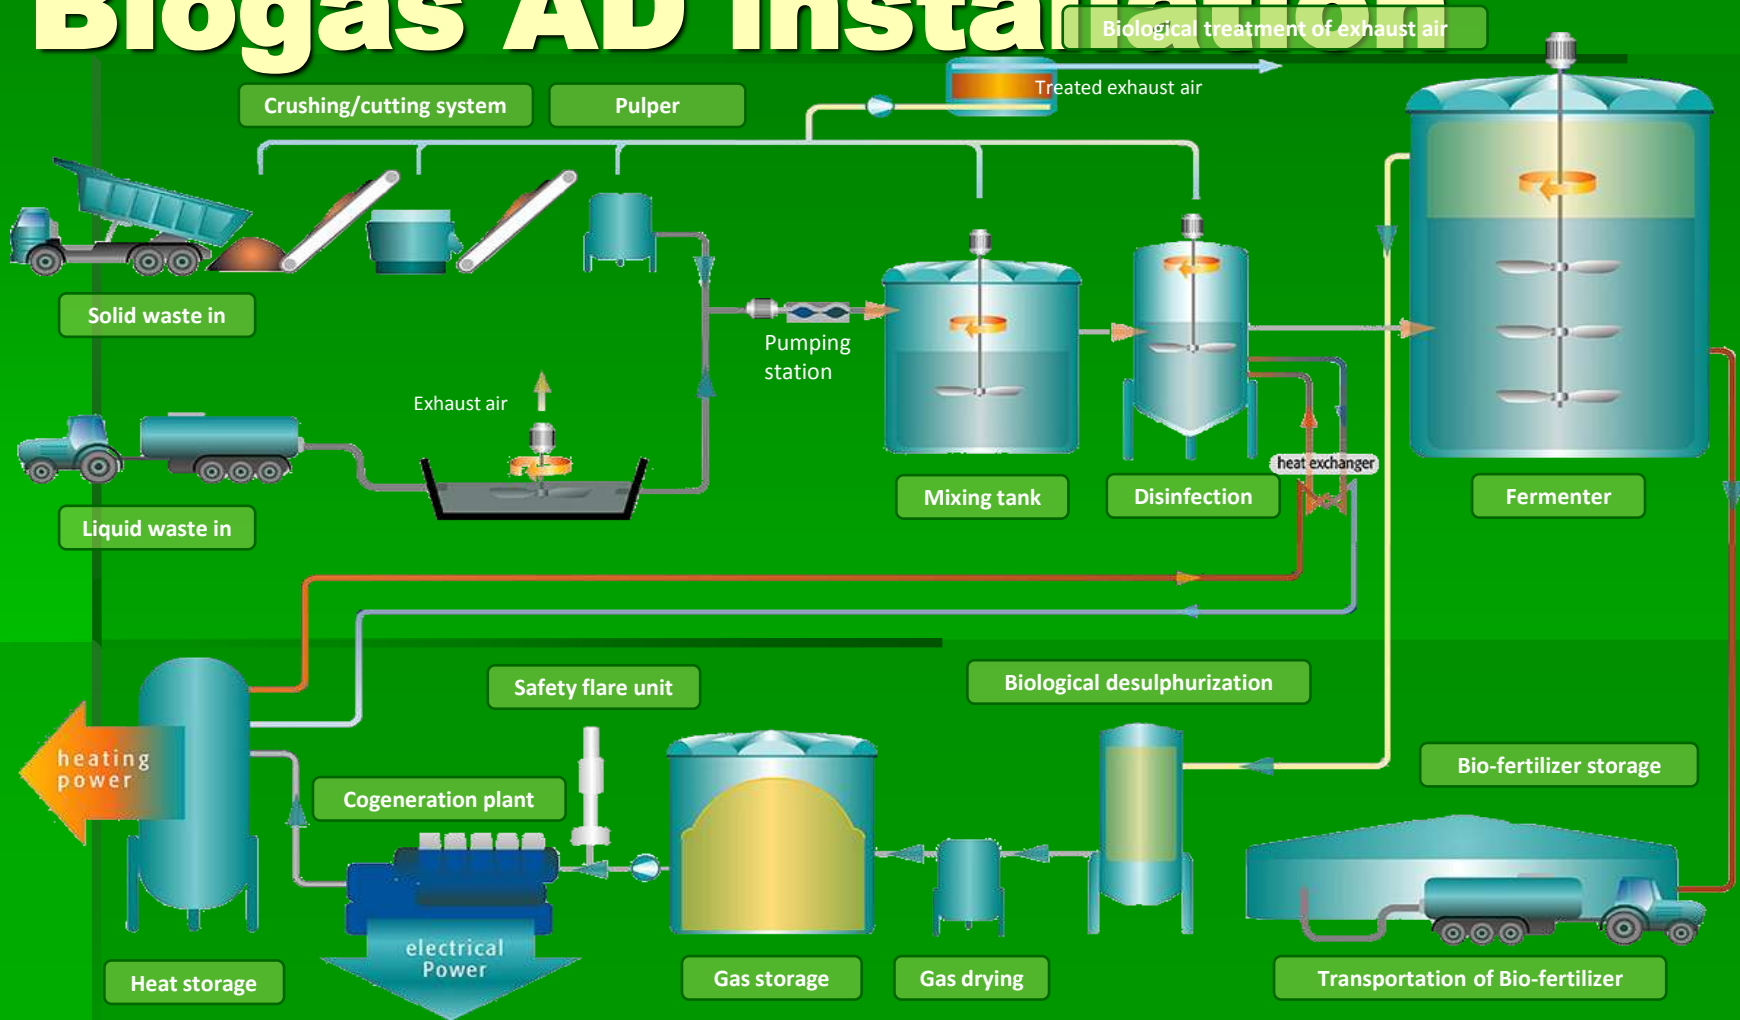 Biogas AD Installation
Biological treatment of exhaust air
Treated exhaust air
Crushing/cutting system
Pulper
Solid waste in
Pumping
station
Exhaust air
heat exchanger
Mixing tank
Disinfection
Fermenter
Liquid waste in
Safety flare unit
Biological desulphurization
heating
power
Cogeneration plant
Bio-fertilizer storage
electrical
Power
Heat storage
Gas storage
Gas drying
Transportation of Bio-fertilizer